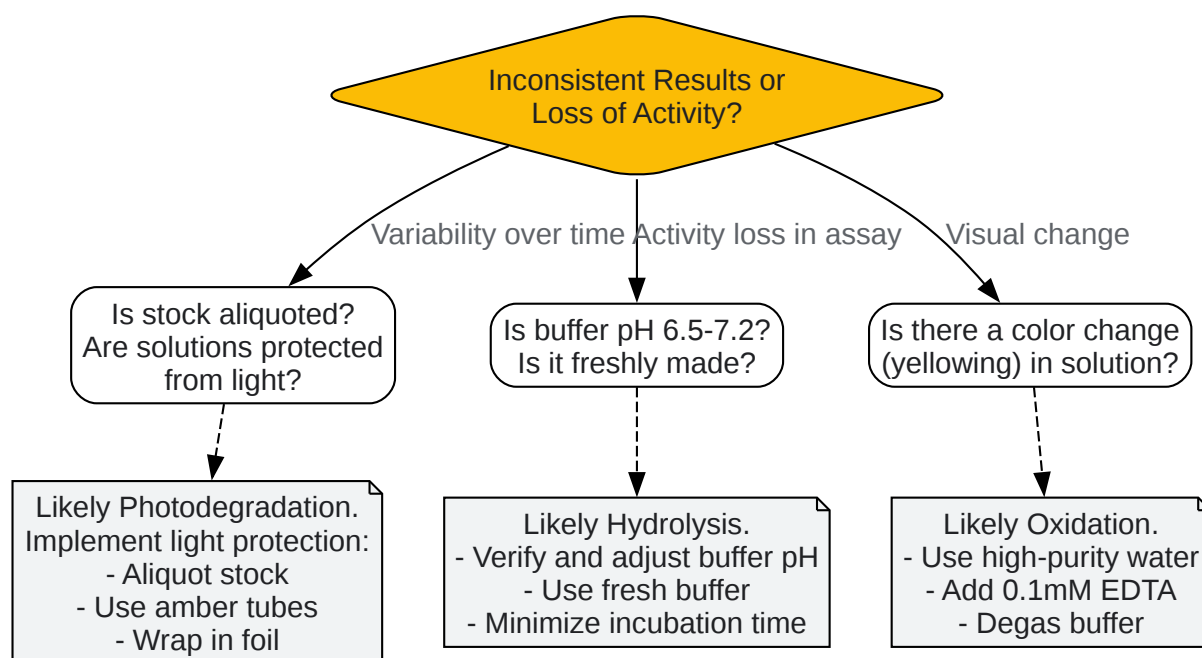 Inconsistent Results or
Loss of Activity?
Variability over time
Activity loss in assay
Visual change
Is stock aliquoted?
Are solutions protected
from light?
Is buffer pH 6.5-7.2?
Is it freshly made?
Is there a color change
(yellowing) in solution?
Likely Photodegradation.
Implement light protection:
- Aliquot stock
- Use amber tubes
- Wrap in foil
Likely Hydrolysis.
- Verify and adjust buffer pH
- Use fresh buffer
- Minimize incubation time
Likely Oxidation.
- Use high-purity water
- Add 0.1mM EDTA
- Degas buffer